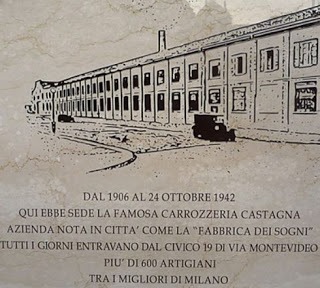 DAL 1906 AL 24 OTTOBRE 1942
QUI EBBE SEDE LA FAMOSA CARROZZERIA CASTAGNA
AZIENDA NOTA IN CITTA' COME LA "FABBRICA DEI SOGNI"
TUTTI I GIORNI ENTRAVANO DAL CIVICO 19 DI VIA MONTEVIDEO
PIU' DI 600 ARTIGIANI
TRA I MIGLIORI DI MILANO